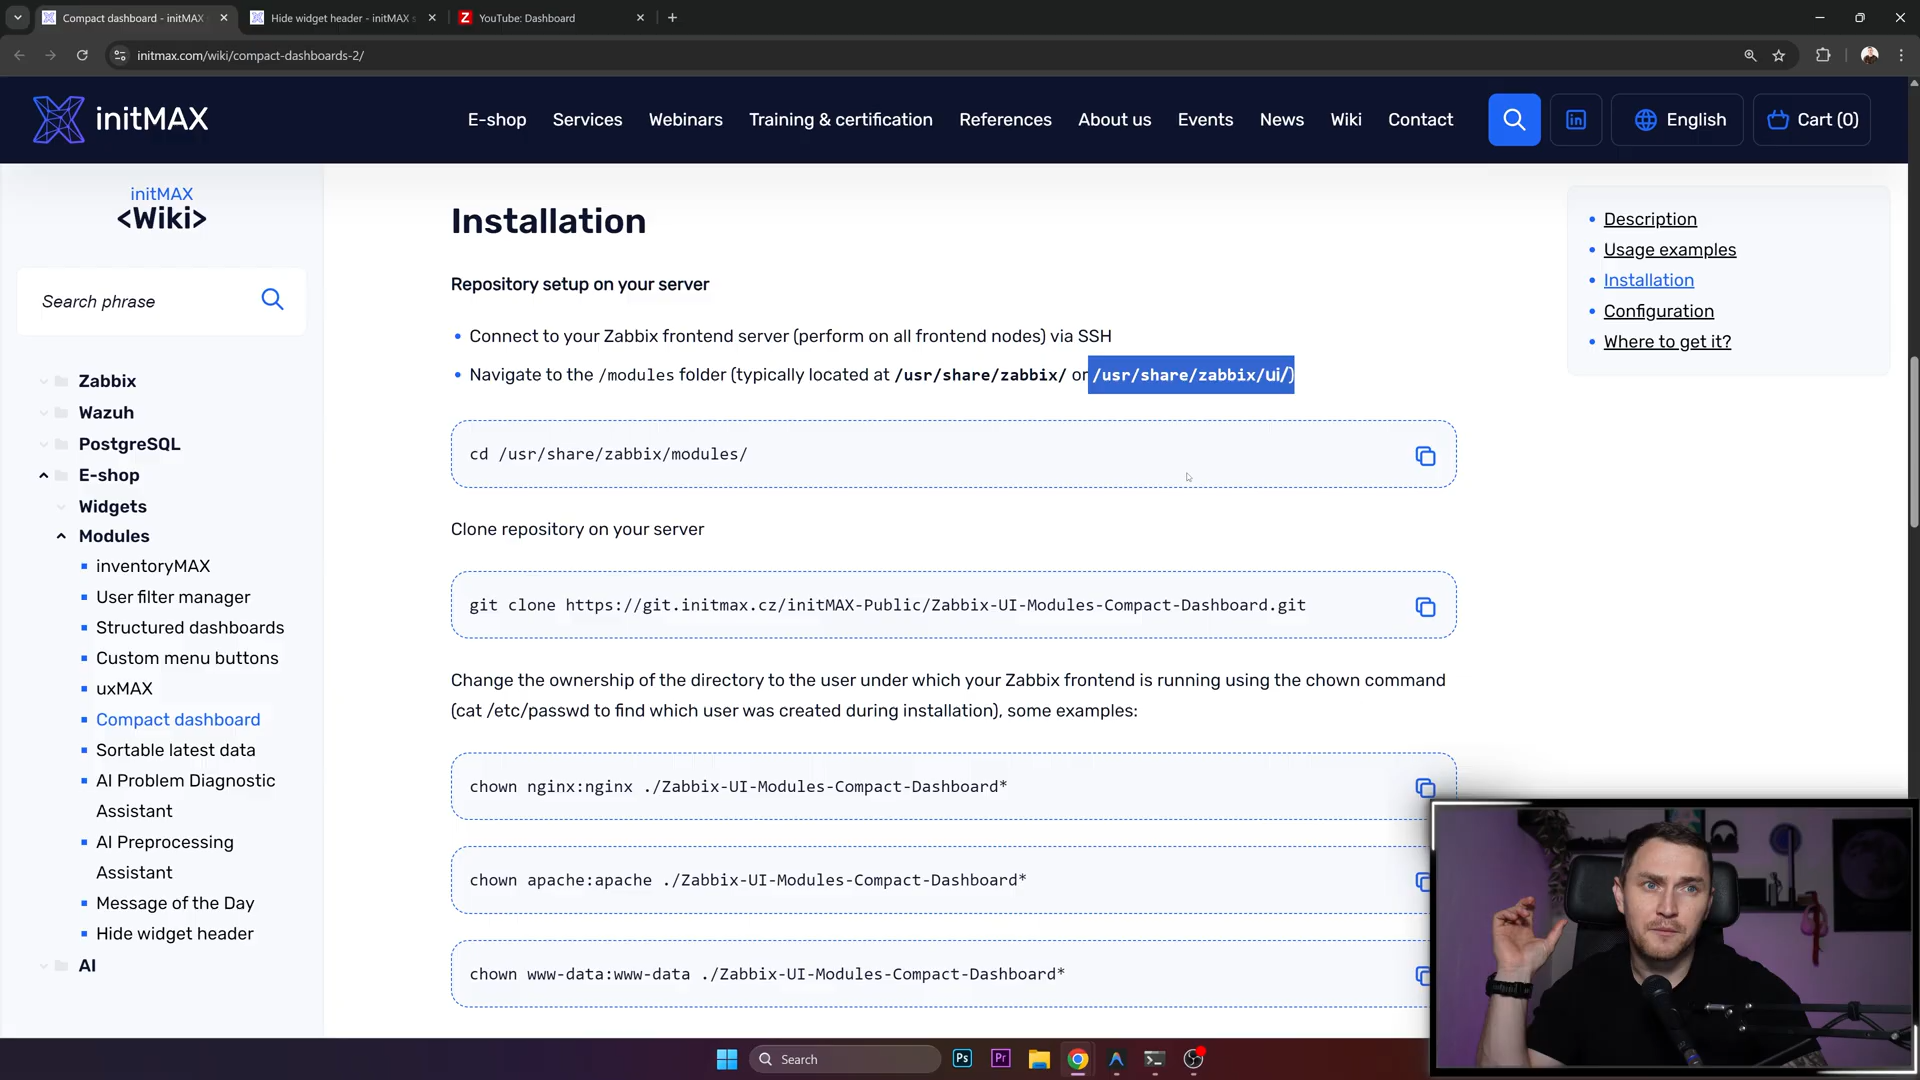 Compact dashboard - initMAX
Hide widget header - initMAX s
Z
YouTube: Dashboard
initmax.com/wiki/compact-dashboards-2/
initMAX
E-shop
Services
Webinars
Training & certification
References
About us
Events
News
Wiki
Contact
in
English
Cart (0)
initMAX
<Wiki>
Search phrase
Zabbix
Wazuh
PostgreSQL
E-shop
Widgets
Modules
inventoryMAX
User filter manager
Structured dashboards
Custom menu buttons
uxMAX
Compact dashboard
Sortable latest data
AI Problem Diagnostic
Assistant
AI Preprocessing
Assistant
Message of the Day
Hide widget header
AI
Installation
Repository setup on your server
Connect to your Zabbix frontend server (perform on all frontend nodes) via SSH
Navigate to the /modules folder (typically located at /usr/share/zabbix/ or /usr/share/zabbix/ui/)
cd /usr/share/zabbix/modules/
Clone repository on your server
git clone https://git.initmax.cz/initMAX-Public/Zabbix-UI-Modules-Compact-Dashboard.git
Change the ownership of the directory to the user under which your Zabbix frontend is running using the chown command
(cat /etc/passwd to find which user was created during installation), some examples:
chown nginx:nginx ./Zabbix-UI-Modules-Compact-Dashboard*
chown apache:apache ./Zabbix-UI-Modules-Compact-Dashboard*
chown www-data:www-data ./Zabbix-UI-Modules-Compact-Dashboard*
Description
Usage examples
Installation
Configuration
Where to get it?
Search
Ps
Pr